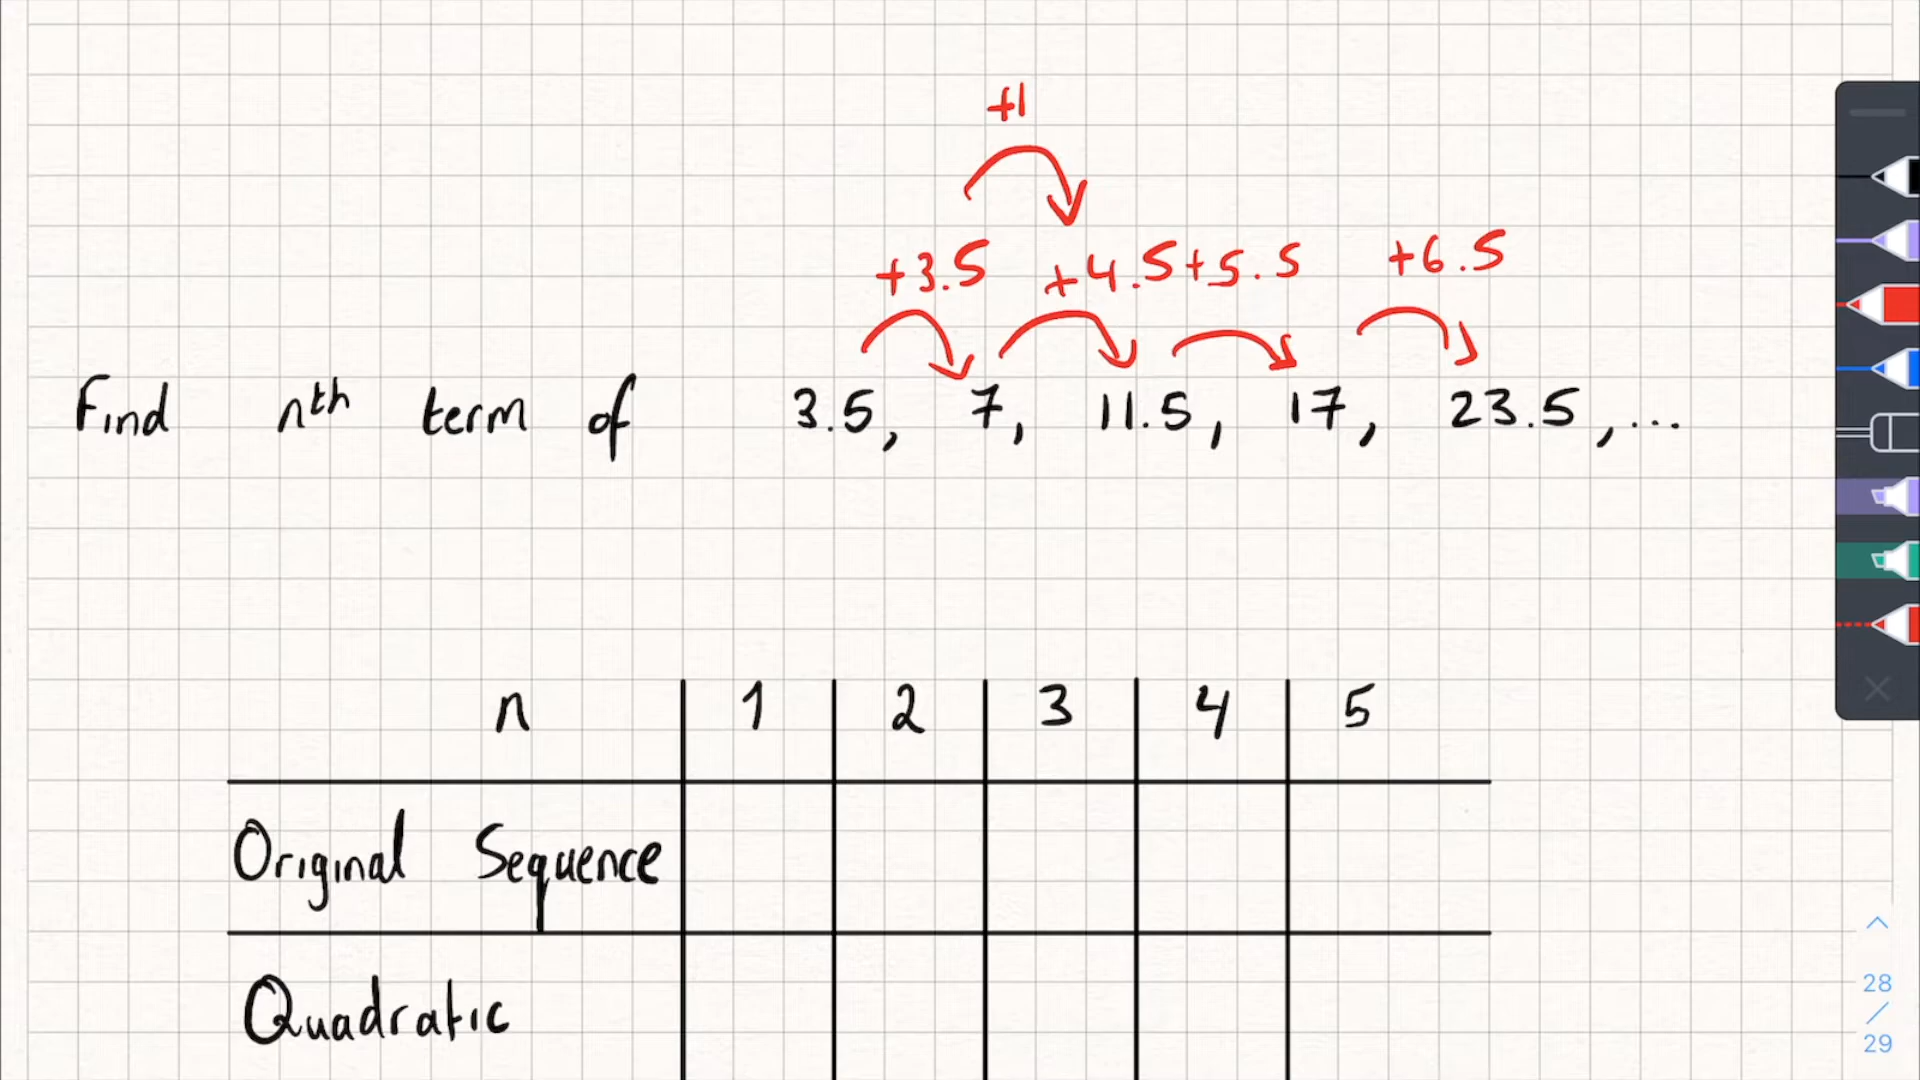 +1
+3.5 +4.5 +5.5 +6.5
Find nth term of 3.5, 7, 11.5, 17, 23.5, ...
n 1 2 3 4 5
Original Sequence
Quadratic
28
/
29